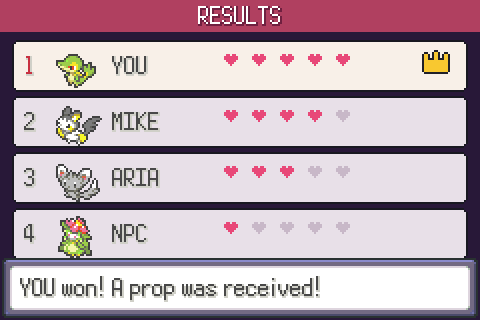 RESULTS
1 YOU
2 MIKE
3 ARIA
4 NPC
YOU won! A prop was received!